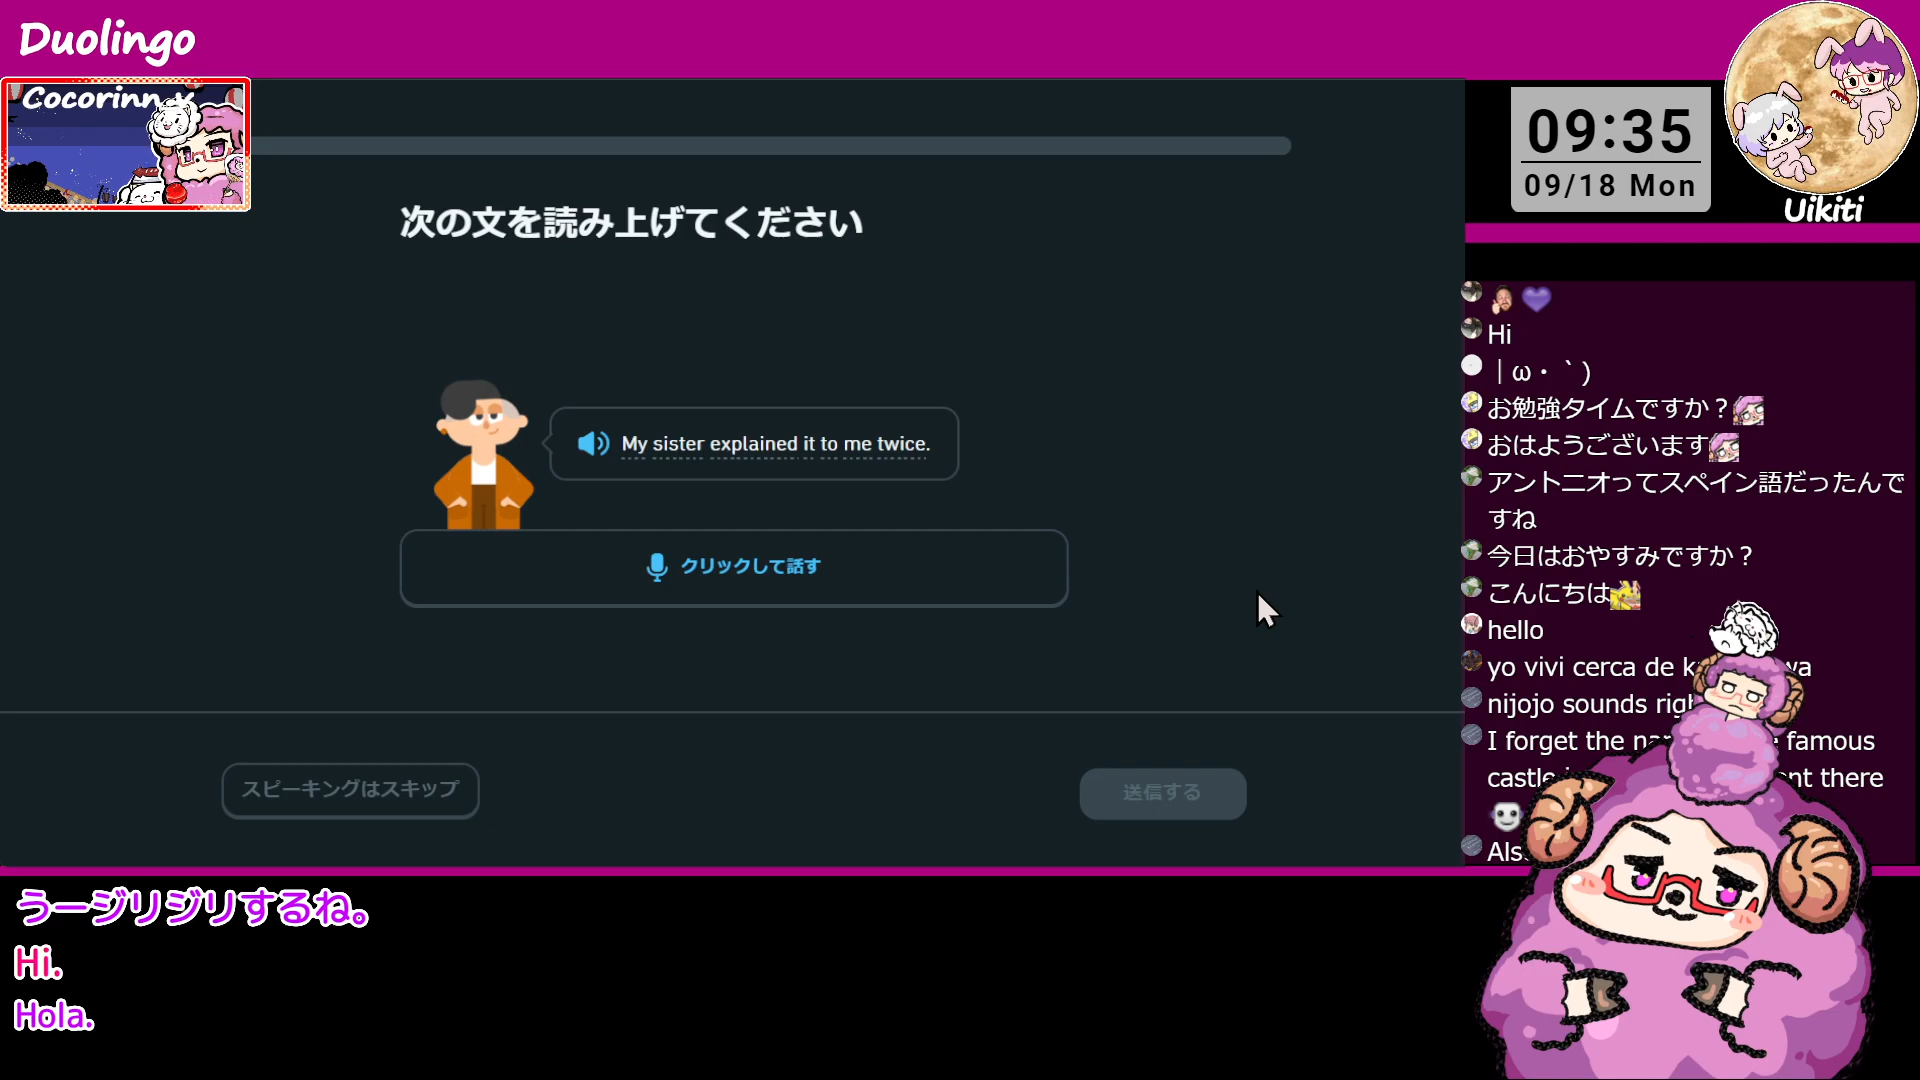 Duolingo
Cocorinn
次の文を読み上げてください
My sister explained it to me twice.
クリックして話す
スピーキングはスキップ
送信する
09:35
09/18 Mon
Uikiti
Hi
|ω・`)
お勉強タイムですか?
おはようございます
アントニオってスペイン語だったんで
すね
今日はおやすみですか?
こんにちは
hello
yo vivi cerca de
nijojo sounds
I forget the famous
castle there
うージリジリするね。
Hi.
Hola.